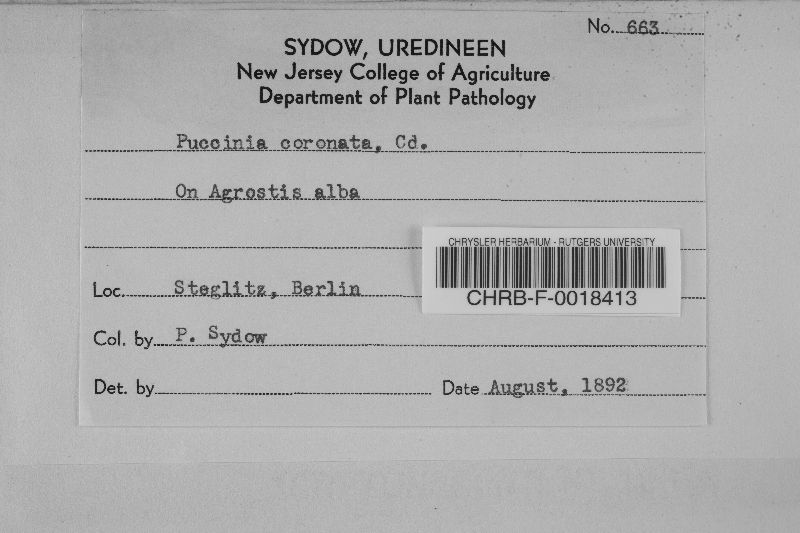 No. 663
SYDOW, UREDINEEN
New Jersey College of Agriculture
Department of Plant Pathology
Puccinia coronata, Cd.
On Agrostis alba
CHRYSLER HERBARIUM - RUTGERS UNIVERSITY
CHRB-F-0018413
Loc. Steglitz, Berlin
Col. by P. Sydow
Det. by
Date August, 1892